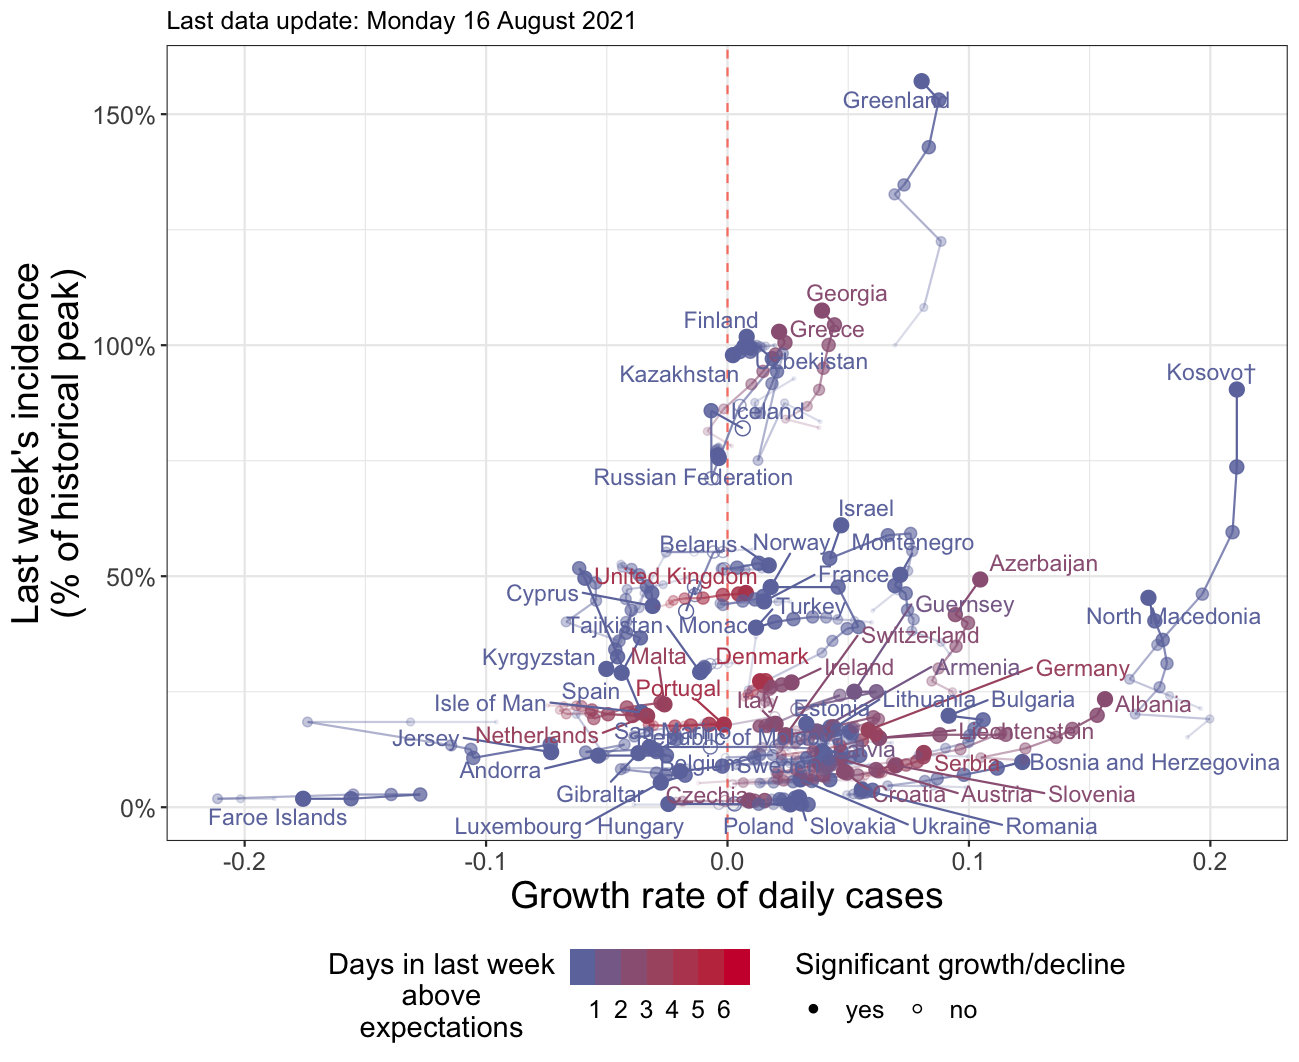 Last data update: Monday 16 August 2021
Last week's incidence
(% of historical peak)
150%
100%
50%
0%
Greenland
Georgia
Finland
Greece
Uzbekistan
Kazakhstan
Kosovo†
Iceland
Russian Federation
Israel
Belarus
Norway
Montenegro
Azerbaijan
United Kingdom
France
Cyprus
Turkey
Guernsey
North Macedonia
Tajikistan
Monaco
Switzerland
Kyrgyzstan
Malta
Denmark
Ireland
Armenia
Germany
Spain
Portugal
Isle of Man
Italy
Estonia
Lithuania
Bulgaria
Albania
Jersey
Netherlands
Liechtenstein
Andorra
Belgium
Sweden
Latvia
Serbia
Bosnia and Herzegovina
Gibraltar
Czechia
Croatia
Austria
Slovenia
Faroe Islands
Luxembourg
Hungary
Poland
Slovakia
Ukraine
Romania
-0.2
-0.1
0.0
0.1
0.2
Growth rate of daily cases
Days in last week
above
expectations
1 2 3 4 5 6
Significant growth/decline
yes
no